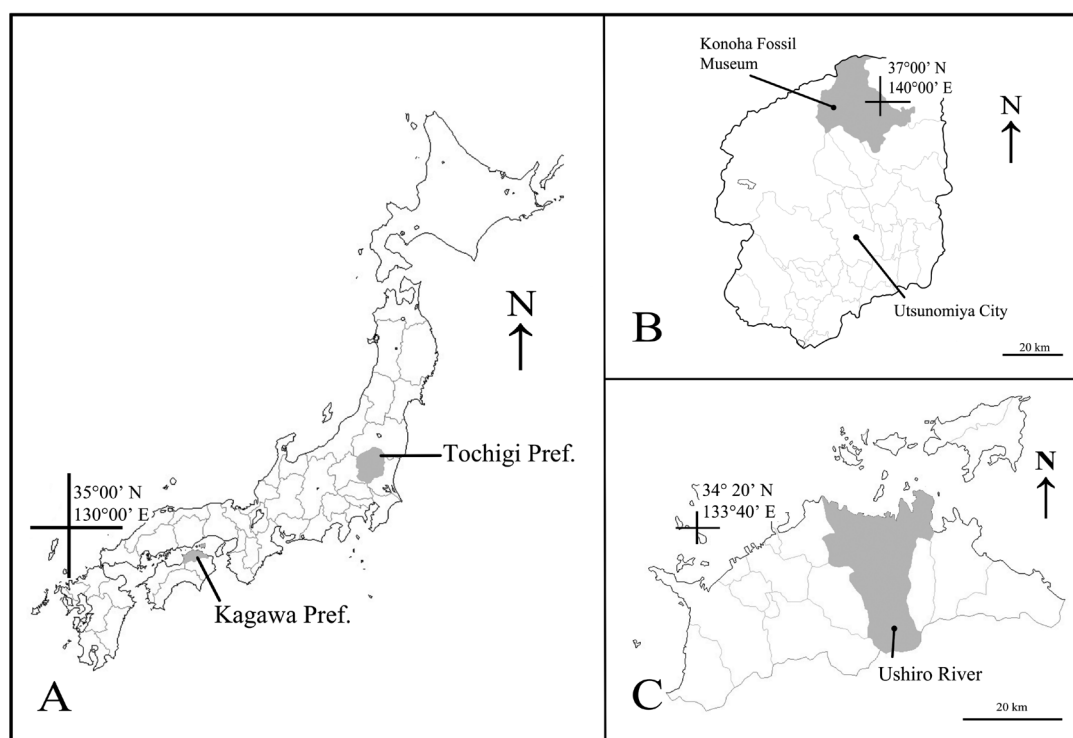 N
Tochigi Pref.
35°00’ N
130°00’ E
Kagawa Pref.
A
Konoha Fossil
Museum
37°00’ N
140°00’ E
N
Utsunomiya City
B
20 km
34° 20’ N
133°40’ E
N
Ushiro River
C
20 km